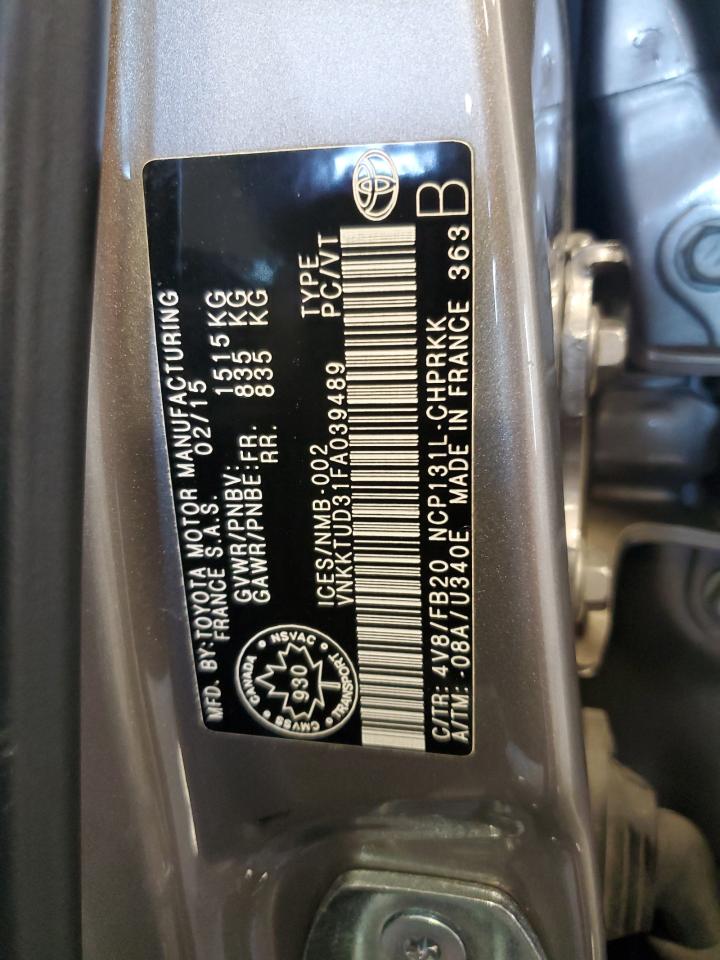 MFD. BY:TOYOTA MOTOR MANUFACTURING
FRANCE S.A.S. 02/15
GVWR/PNBV: 1515KG
GAWR/PNBE:FR. 835 KG
RR. 835 KG
CANADA • NSVAC • TRANSPORT • CMVSS
930
ICES/NMB-002
TYPE
VNKKTUD31FA039489 PC/VT
C/TR: 4V8/FB20 NCP131L-CHPRKK
A/TM: -08A/U340E MADE IN FRANCE 363
B